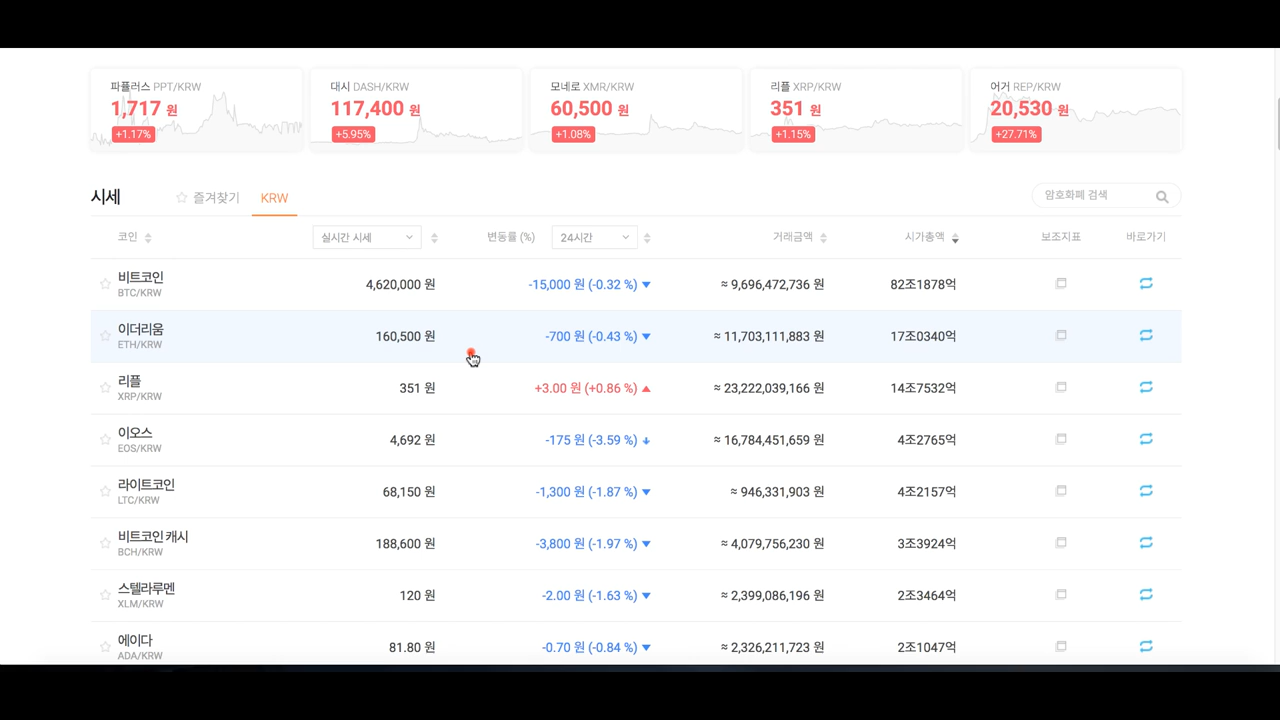 파퓰러스 PPT/KRW
1,717 원
+1.17%
대시 DASH/KRW
117,400 원
+5.95%
모네로 XMR/KRW
60,500 원
+1.08%
리플 XRP/KRW
351 원
+1.15%
어거 REP/KRW
20,530 원
+27.71%
시세 즐겨찾기 KRW 암호화폐 검색
코인 실시간 시세 변동률 (%) 24시간 거래금액 시가총액 보조지표 바로가기
비트코인 4,620,000 원 -15,000 원 (-0.32 %) ▼ ≈ 9,696,472,736 원 82조1878억
BTC/KRW
이더리움 160,500 원 -700 원 (-0.43 %) ▼ ≈ 11,703,111,883 원 17조0340억
ETH/KRW
리플 351 원 +3.00 원 (+0.86 %) ▲ ≈ 23,222,039,166 원 14조7532억
XRP/KRW
이오스 4,692 원 -175 원 (-3.59 %) ↓ ≈ 16,784,451,659 원 4조2765억
EOS/KRW
라이트코인 68,150 원 -1,300 원 (-1.87 %) ▼ ≈ 946,331,903 원 4조2157억
LTC/KRW
비트코인 캐시 188,600 원 -3,800 원 (-1.97 %) ▼ ≈ 4,079,756,230 원 3조3924억
BCH/KRW
스텔라루멘 120 원 -2.00 원 (-1.63 %) ▼ ≈ 2,399,086,196 원 2조3464억
XLM/KRW
에이다 81.80 원 -0.70 원 (-0.84 %) ▼ ≈ 2,326,211,723 원 2조1047억
ADA/KRW